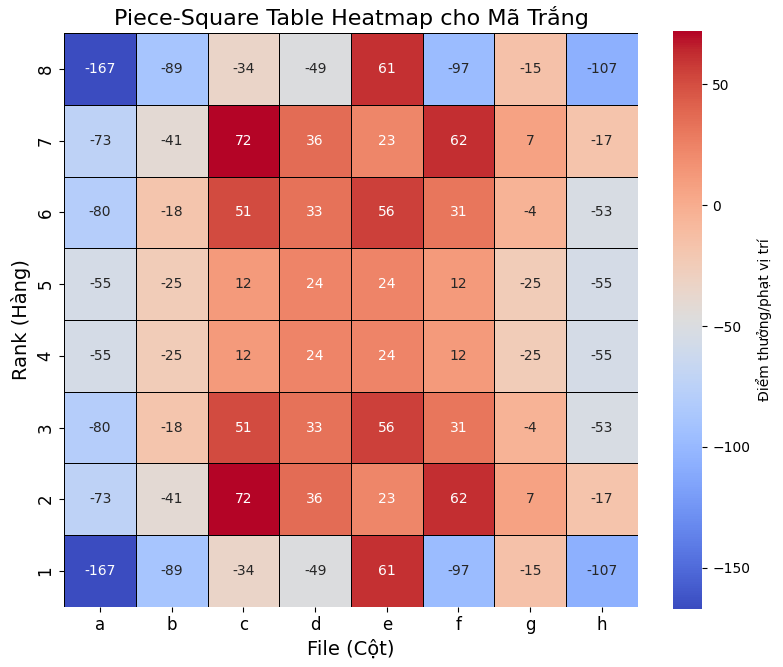 Piece-Square Table Heatmap cho Mã Trắng
8 -167 -89 -34 -49 61 -97 -15 -107
7 -73 -41 72 36 23 62 7 -17
6 -80 -18 51 33 56 31 -4 -53
5 -55 -25 12 24 24 12 -25 -55
4 -55 -25 12 24 24 12 -25 -55
3 -80 -18 51 33 56 31 -4 -53
2 -73 -41 72 36 23 62 7 -17
1 -167 -89 -34 -49 61 -97 -15 -107
a b c d e f g h
File (Cột)
Rank (Hàng)
50
0
−50
−100
−150
Điểm thưởng/phạt vị trí